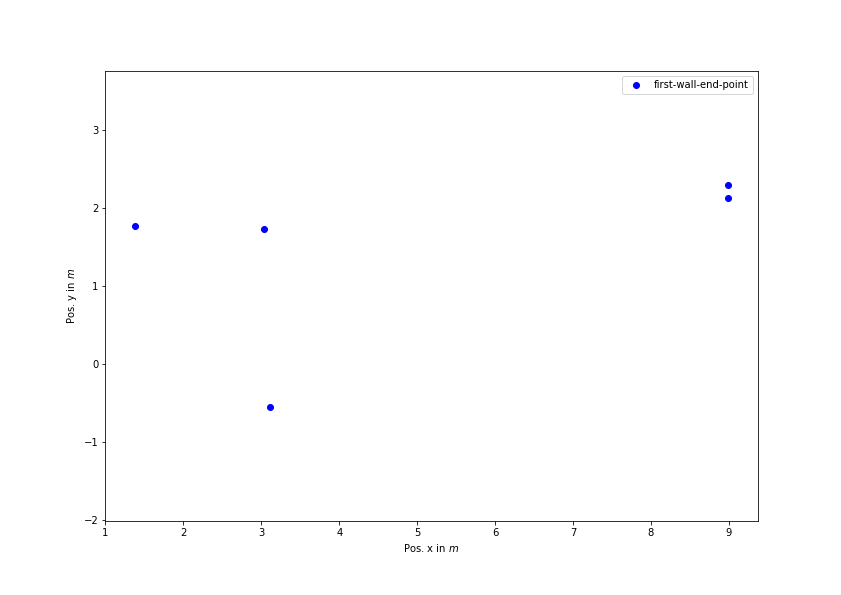 first-wall-end-point
3
2
1
0
−1
−2
Pos. y in m
1 2 3 4 5 6 7 8 9
Pos. x in m